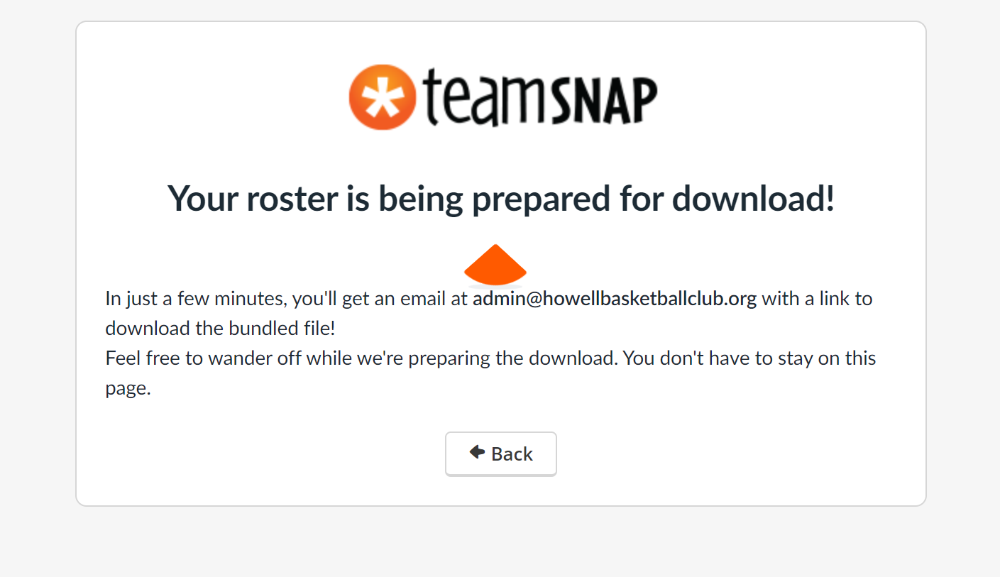 teamSNAP
Your roster is being prepared for download!
In just a few minutes, you'll get an email at admin@howellbasketballclub.org with a link to
download the bundled file!
Feel free to wander off while we're preparing the download. You don't have to stay on this
page.
Back